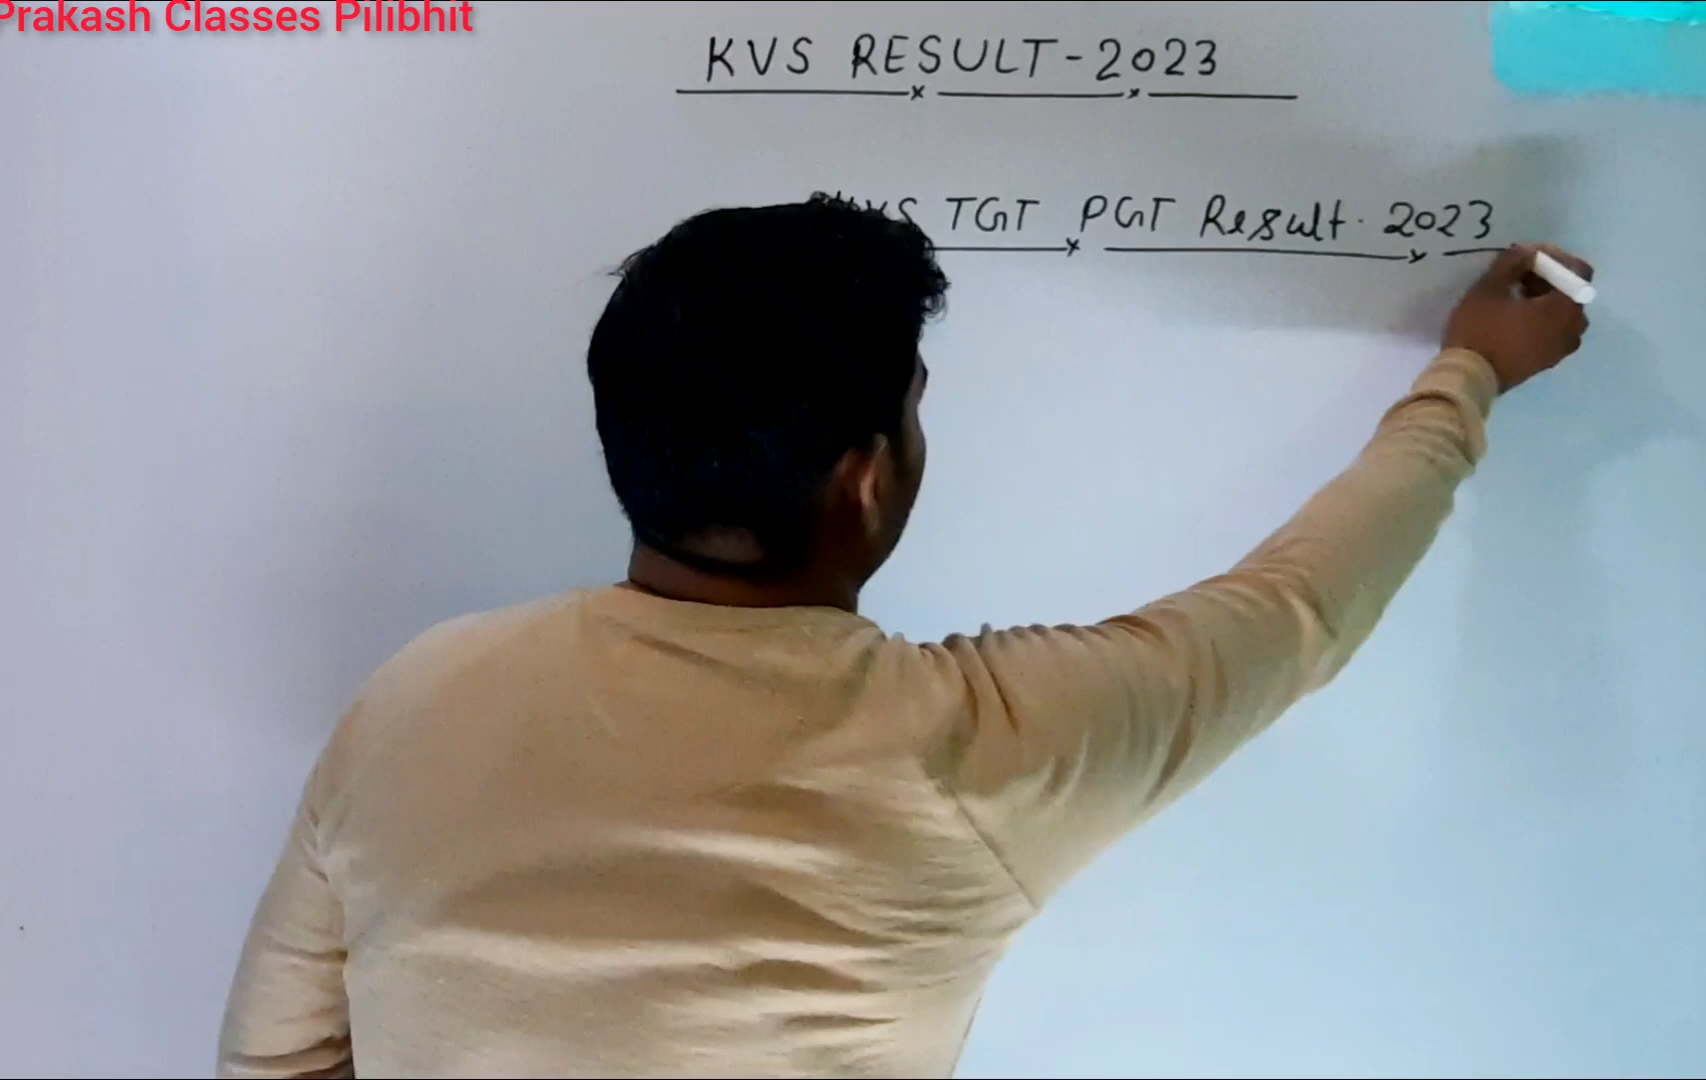 Prakash Classes Pilibhit
KVS RESULT-2023
TGT PGT Result. 2023